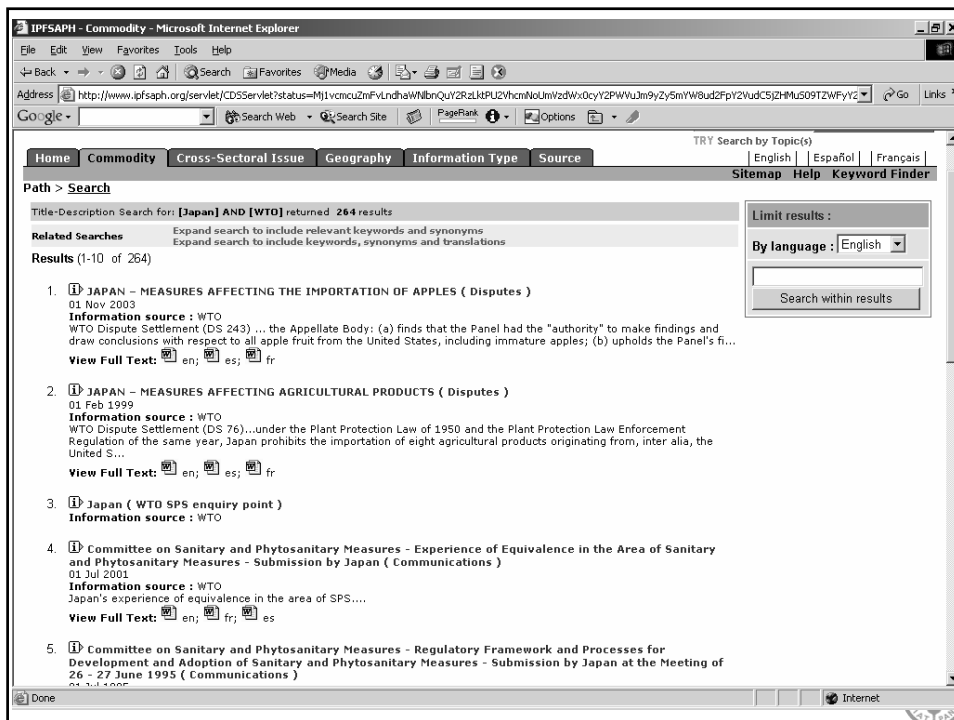 IPFSAPH - Commodity - Microsoft Internet Explorer
File Edit View Favorites Tools Help
Back Search Favorites Media
Address http://www.ipfsaph.org/servlet/CDSServlet?status= Go Links
Google Search Web Search Site PageRank Options
TRY Search by Topic(s)
Home Commodity Cross-Sectoral Issue Geography Information Type Source English Español Français
Sitemap Help Keyword Finder
Path > Search
Title-Description Search for: [Japan] AND [WTO] returned 264 results
Related Searches Expand search to include relevant keywords and synonyms
Expand search to include keywords, synonyms and translations
Results (1-10 of 264)
Limit results :
By language : English
Search within results
1. JAPAN – MEASURES AFFECTING THE IMPORTATION OF APPLES ( Disputes )
01 Nov 2003
Information source : WTO
WTO Dispute Settlement (DS 243) ... the Appellate Body: (a) finds that the Panel had the "authority" to make findings and
draw conclusions with respect to all apple fruit from the United States, including immature apples; (b) upholds the Panel's fi...
View Full Text: en; es; fr
2. JAPAN – MEASURES AFFECTING AGRICULTURAL PRODUCTS ( Disputes )
01 Feb 1999
Information source : WTO
WTO Dispute Settlement (DS 76)...under the Plant Protection Law of 1950 and the Plant Protection Law Enforcement
Regulation of the same year, Japan prohibits the importation of eight agricultural products originating from, inter alia, the
United S...
View Full Text: en; es; fr
3. Japan ( WTO SPS enquiry point )
Information source : WTO
4. Committee on Sanitary and Phytosanitary Measures - Experience of Equivalence in the Area of Sanitary
and Phytosanitary Measures - Submission by Japan ( Communications )
01 Jul 2001
Information source : WTO
Japan's experience of equivalence in the area of SPS....
View Full Text: en; fr; es
5. Committee on Sanitary and Phytosanitary Measures - Regulatory Framework and Processes for
Development and Adoption of Sanitary and Phytosanitary Measures - Submission by Japan at the Meeting of
26 - 27 June 1995 ( Communications )
01 Jul 1995
Done Internet